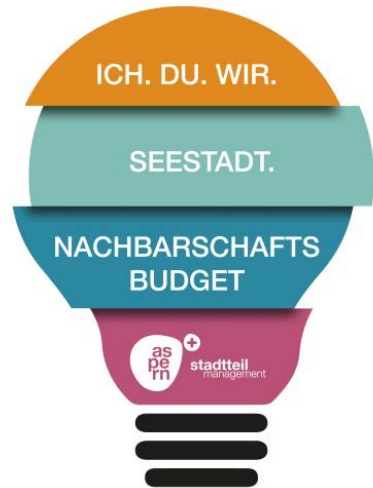 ICH. DU. WIR.
SEESTADT.
NACHBARSCHAFTS
BUDGET
as
pe
rn
+
stadtteil
management